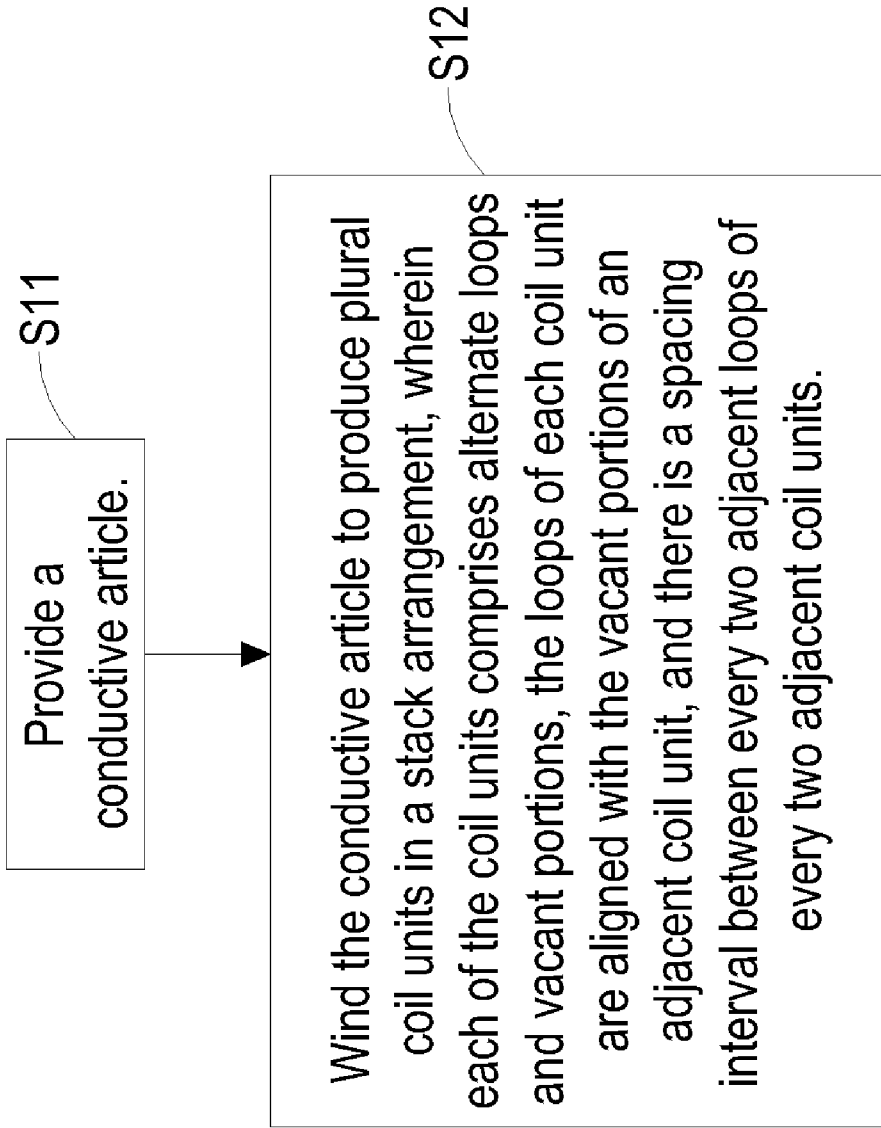 S11
Provide a
conductive article.
S12
Wind the conductive article to produce plural
coil units in a stack arrangement, wherein
each of the coil units comprises alternate loops
and vacant portions, the loops of each coil unit
are aligned with the vacant portions of an
adjacent coil unit, and there is a spacing
interval between every two adjacent loops of
every two adjacent coil units.